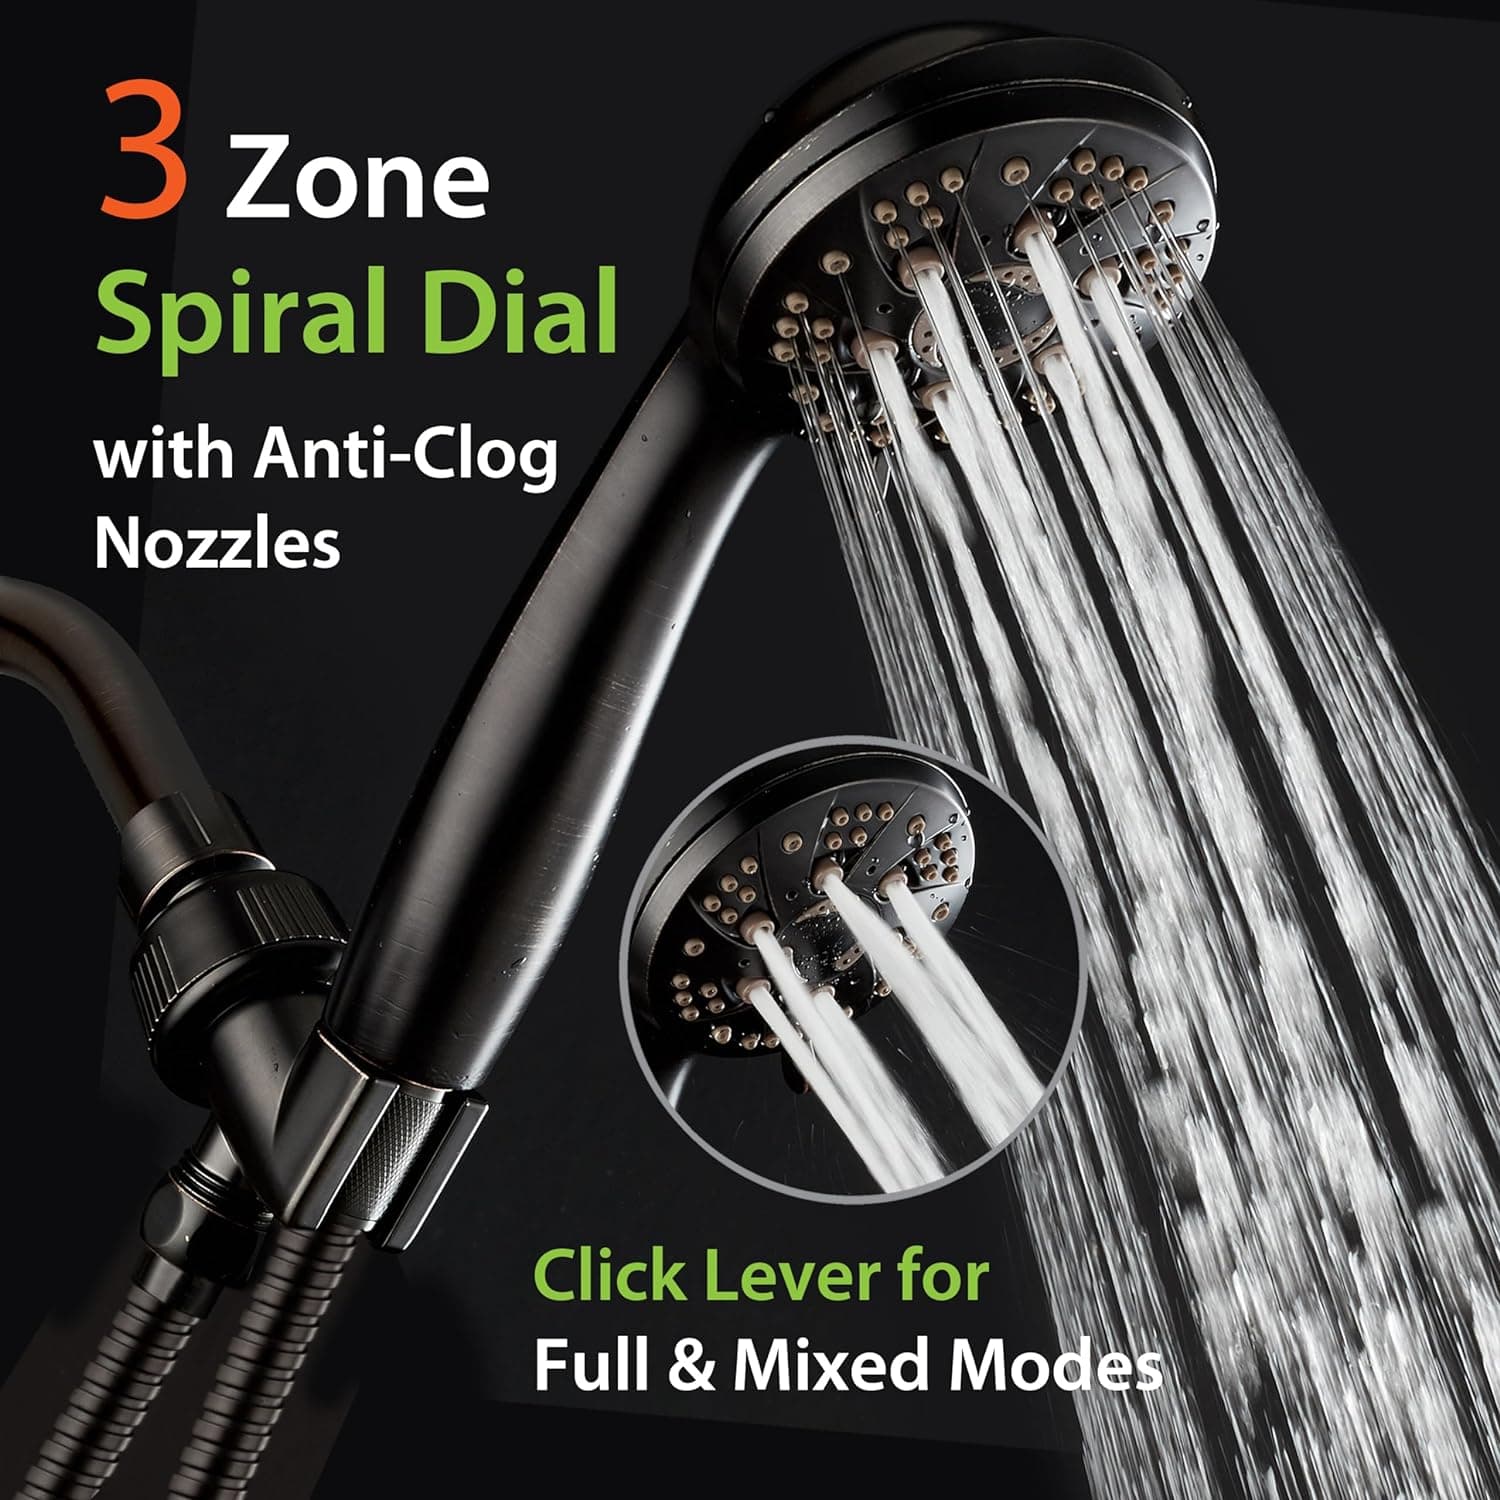 3 Zone
Spiral Dial
with Anti-Clog
Nozzles
Click Lever for
Full & Mixed Modes